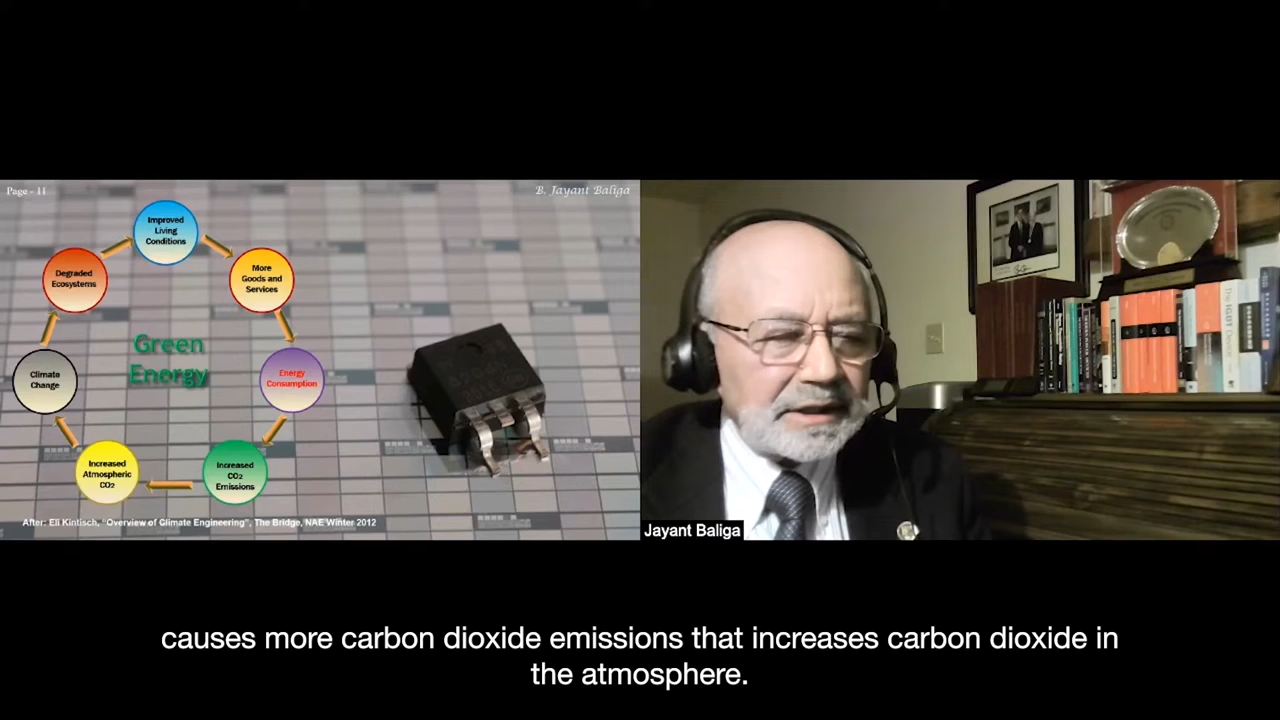 Page - 11
B. Jayant Baliga
Improved
Living
Conditions
More
Goods and
Services
Energy
Consumption
Increased
CO2
Emissions
Increased
Atmospheric
CO2
Climate
Change
Degraded
Ecosystems
Green
Energy
After: Eli Kintisch, "Overview of Climate Engineering", The Bridge, NAE Winter 2012
Jayant Baliga
causes more carbon dioxide emissions that increases carbon dioxide in
the atmosphere.